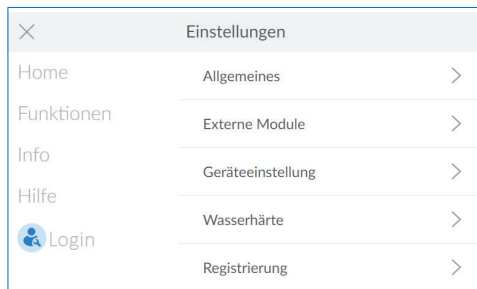 Einstellungen
Home
Funktionen
Info
Hilfe
Login
Allgemeines
Externe Module
Geräteeinstellung
Wasserhärte
Registrierung